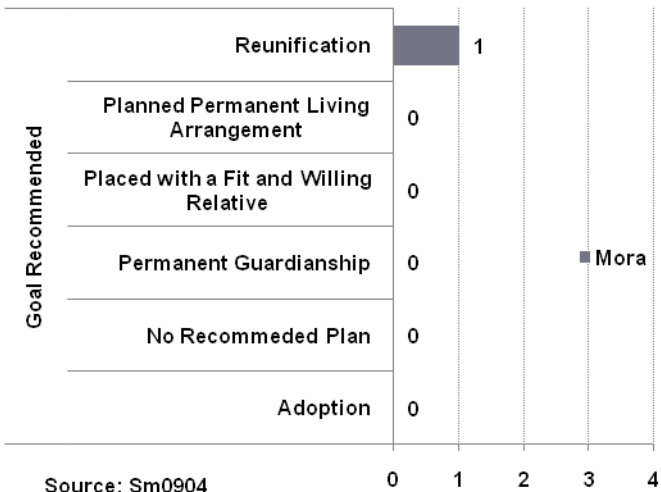 Goal Recommended
Reunification
1
Planned Permanent Living
Arrangement
0
Placed with a Fit and Willing
Relative
0
Permanent Guardianship
0
No Recommeded Plan
0
Adoption
0
Mora
0 1 2 3 4
Source: Sm0904